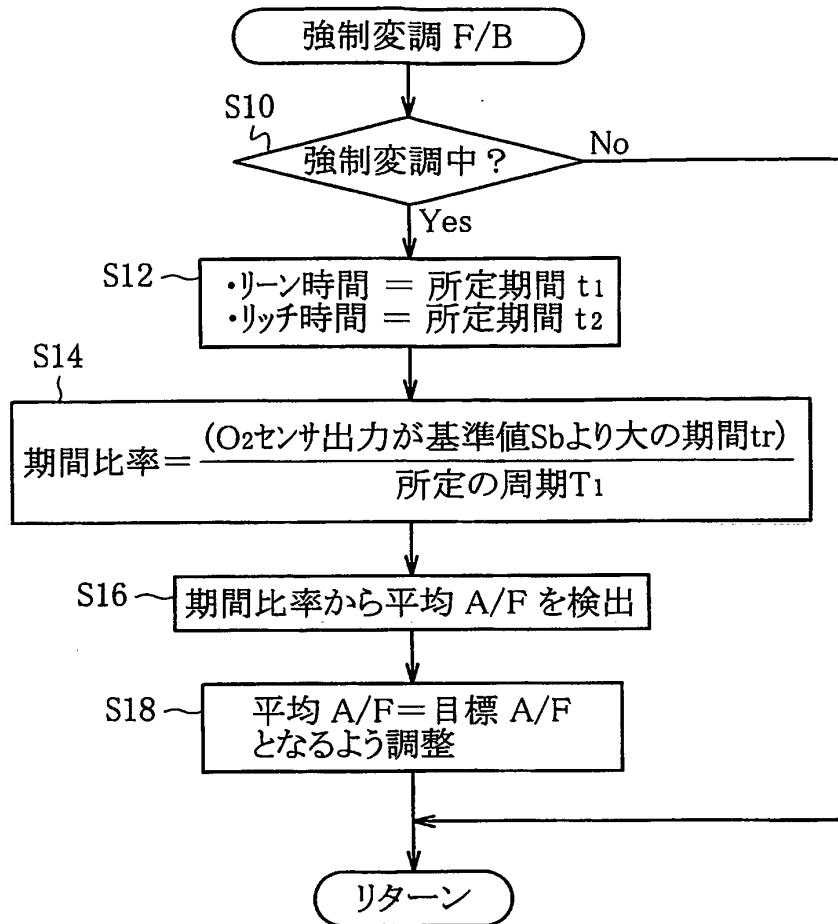 強制変調 F/B
S10
強制変調中？
No
Yes
S12
・リーン時間 ＝ 所定期間 t1
・リッチ時間 ＝ 所定期間 t2
S14
期間比率＝
(O2センサ出力が基準値Sbより大の期間tr)
所定の周期T1
S16
期間比率から平均 A/F を検出
S18
平均 A/F＝目標 A/F
となるよう調整
リターン